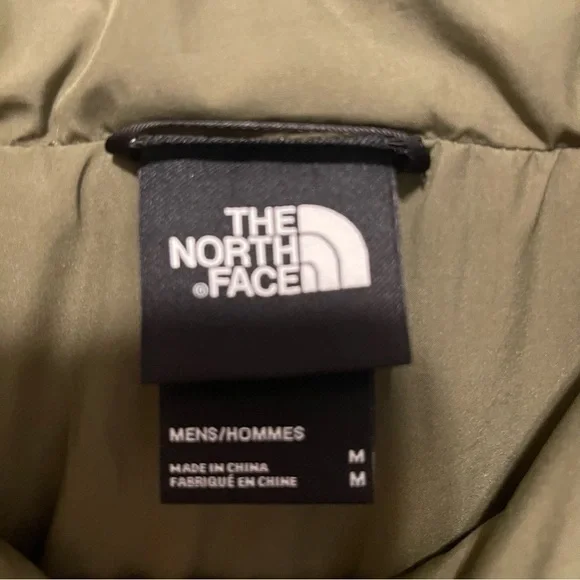 THE
NORTH
®FACE
MENS/HOMMES
MADE IN CHINA M
FABRIQUÉ EN CHINE M